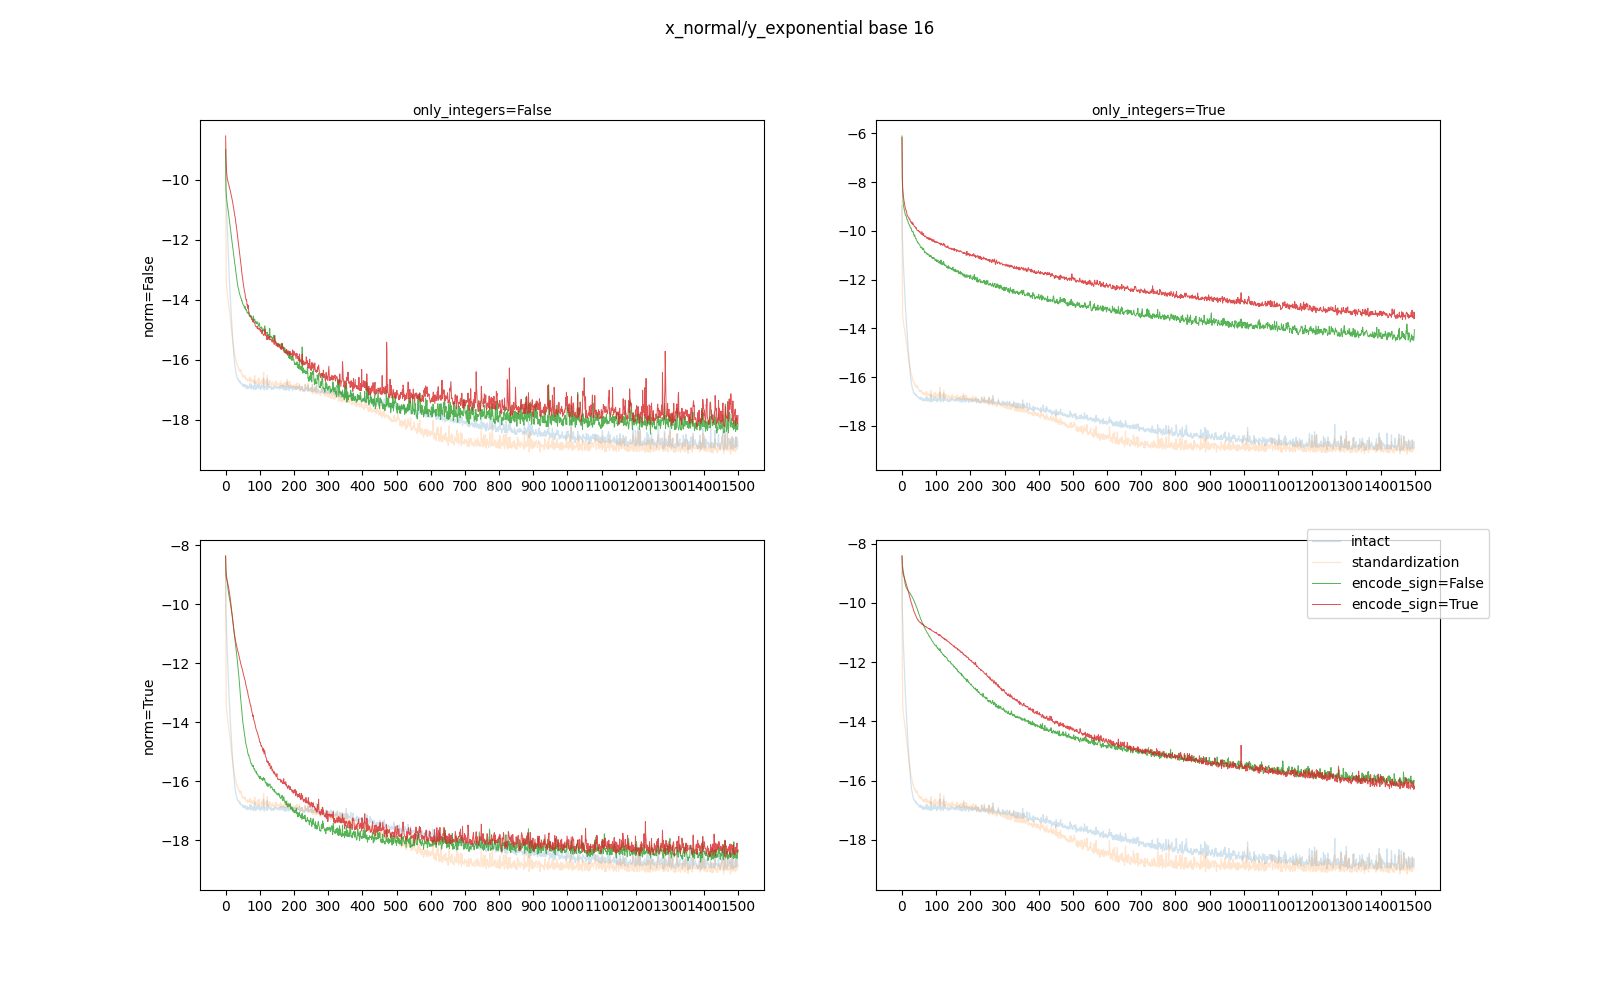 x_normal/y_exponential base 16
only_integers=False
norm=False
−10
−12
−14
−16
−18
0 100 200 300 400 500 600 700 800 900 1000 1100 1200 1300 1400 1500
only_integers=True
−6
−8
−10
−12
−14
−16
−18
0 100 200 300 400 500 600 700 800 900 1000 1100 1200 1300 1400 1500
norm=True
−8
−10
−12
−14
−16
−18
0 100 200 300 400 500 600 700 800 900 1000 1100 1200 1300 1400 1500
−8
−10
−12
−14
−16
−18
0 100 200 300 400 500 600 700 800 900 1000 1100 1200 1300 1400 1500
intact
standardization
encode_sign=False
encode_sign=True